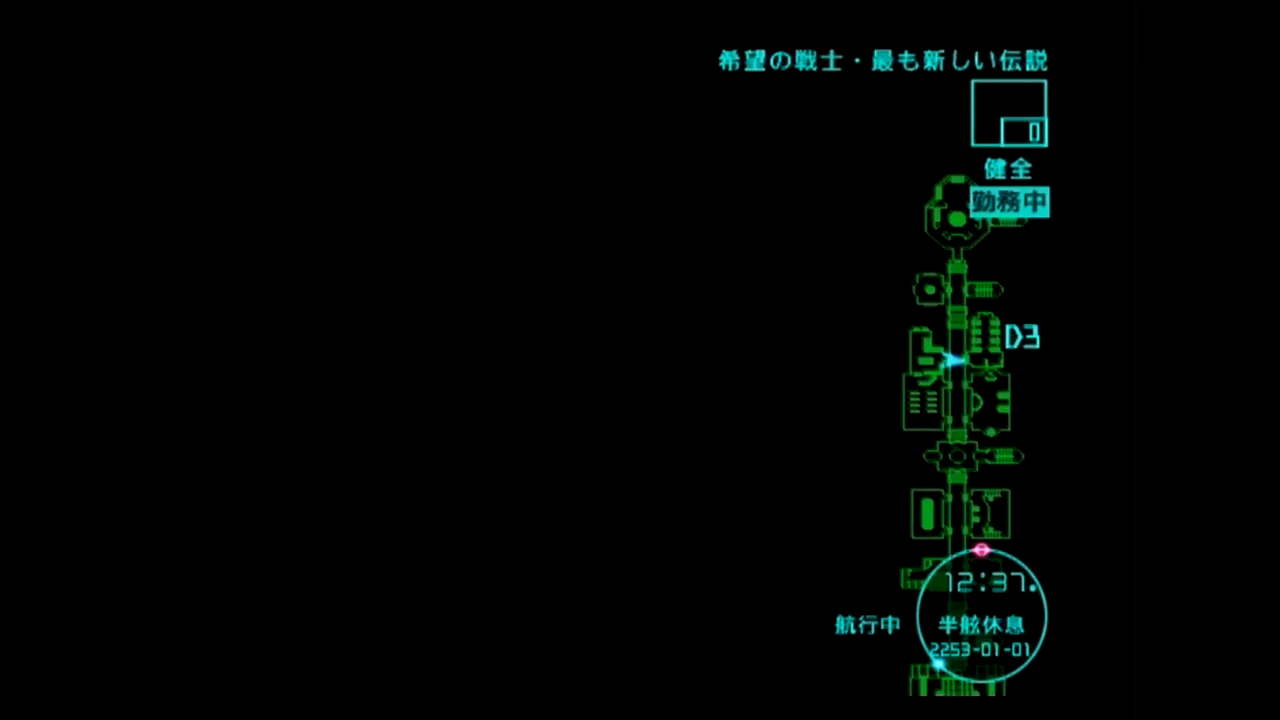 希望の戦士・最も新しい伝説
0
健全
勤務中
D3
12:37.
航行中
半舷休息
2253-01-01